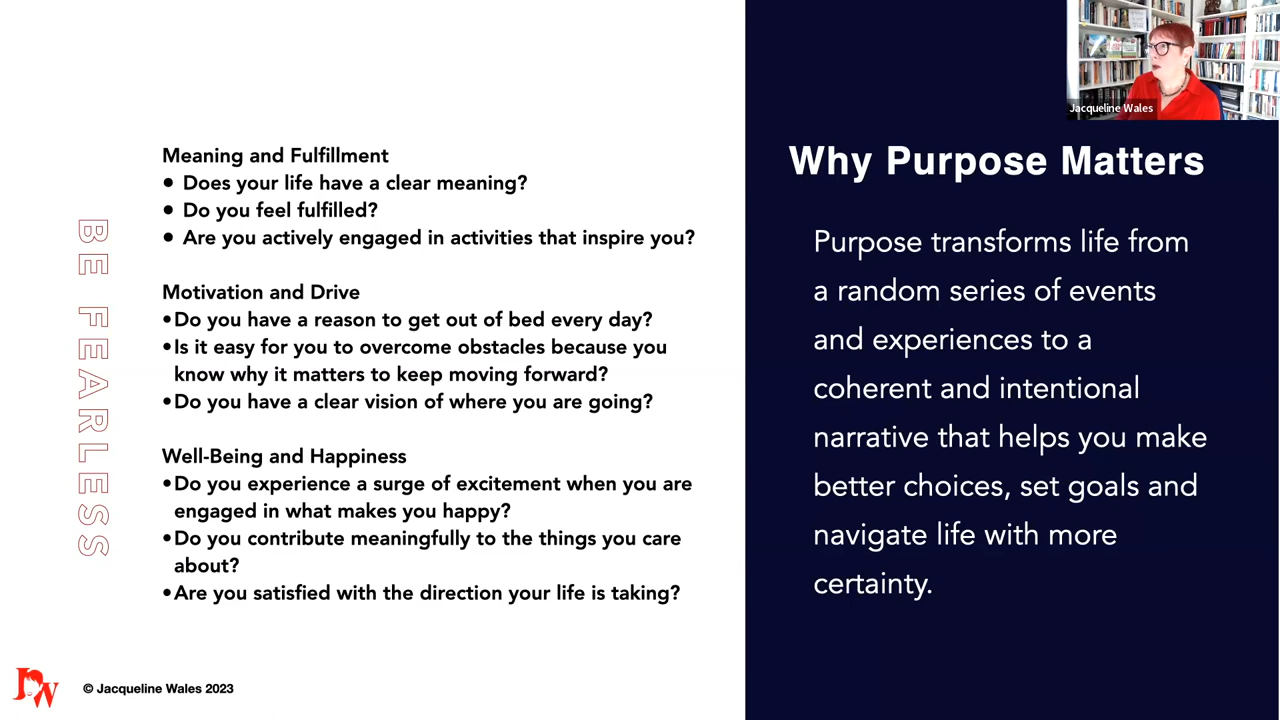 Jacqueline Wales
Meaning and Fulfillment
• Does your life have a clear meaning?
• Do you feel fulfilled?
• Are you actively engaged in activities that inspire you?
Motivation and Drive
•Do you have a reason to get out of bed every day?
•Is it easy for you to overcome obstacles because you
know why it matters to keep moving forward?
•Do you have a clear vision of where you are going?
Well-Being and Happiness
•Do you experience a surge of excitement when you are
engaged in what makes you happy?
•Do you contribute meaningfully to the things you care
about?
•Are you satisfied with the direction your life is taking?
BE FEARLESS
Why Purpose Matters
Purpose transforms life from
a random series of events
and experiences to a
coherent and intentional
narrative that helps you make
better choices, set goals and
navigate life with more
certainty.
JW
© Jacqueline Wales 2023